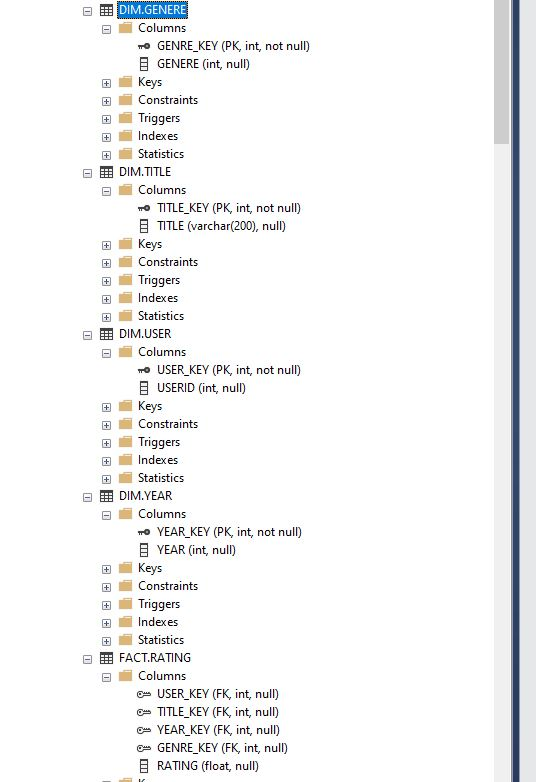 DIM.GENERE
Columns
GENRE_KEY (PK, int, not null)
GENERE (int, null)
Keys
Constraints
Triggers
Indexes
Statistics
DIM.TITLE
Columns
TITLE_KEY (PK, int, not null)
TITLE (varchar(200), null)
Keys
Constraints
Triggers
Indexes
Statistics
DIM.USER
Columns
USER_KEY (PK, int, not null)
USERID (int, null)
Keys
Constraints
Triggers
Indexes
Statistics
DIM.YEAR
Columns
YEAR_KEY (PK, int, not null)
YEAR (int, null)
Keys
Constraints
Triggers
Indexes
Statistics
FACT.RATING
Columns
USER_KEY (FK, int, null)
TITLE_KEY (FK, int, null)
YEAR_KEY (FK, int, null)
GENRE_KEY (FK, int, null)
RATING (float, null)